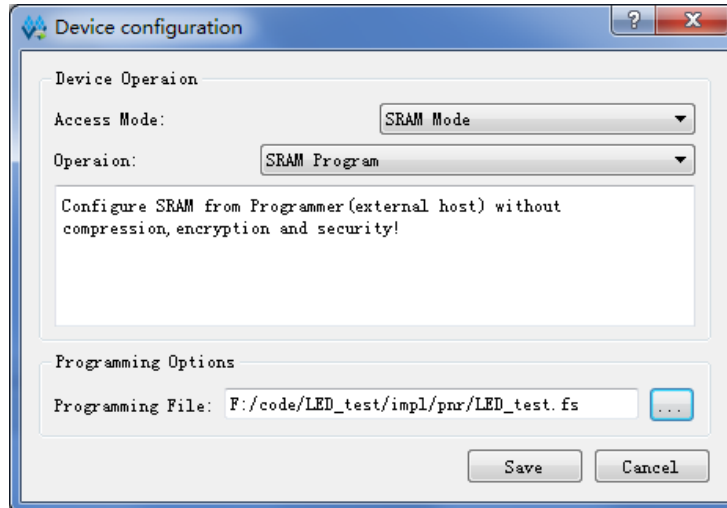 Device configuration
Device Operaion
Access Mode: SRAM Mode
Operaion: SRAM Program
Configure SRAM from Programmer(external host) without
compression,encryption and security!
Programming Options
Programming File: F:/code/LED_test/impl/pnr/LED_test.fs ...
Save Cancel